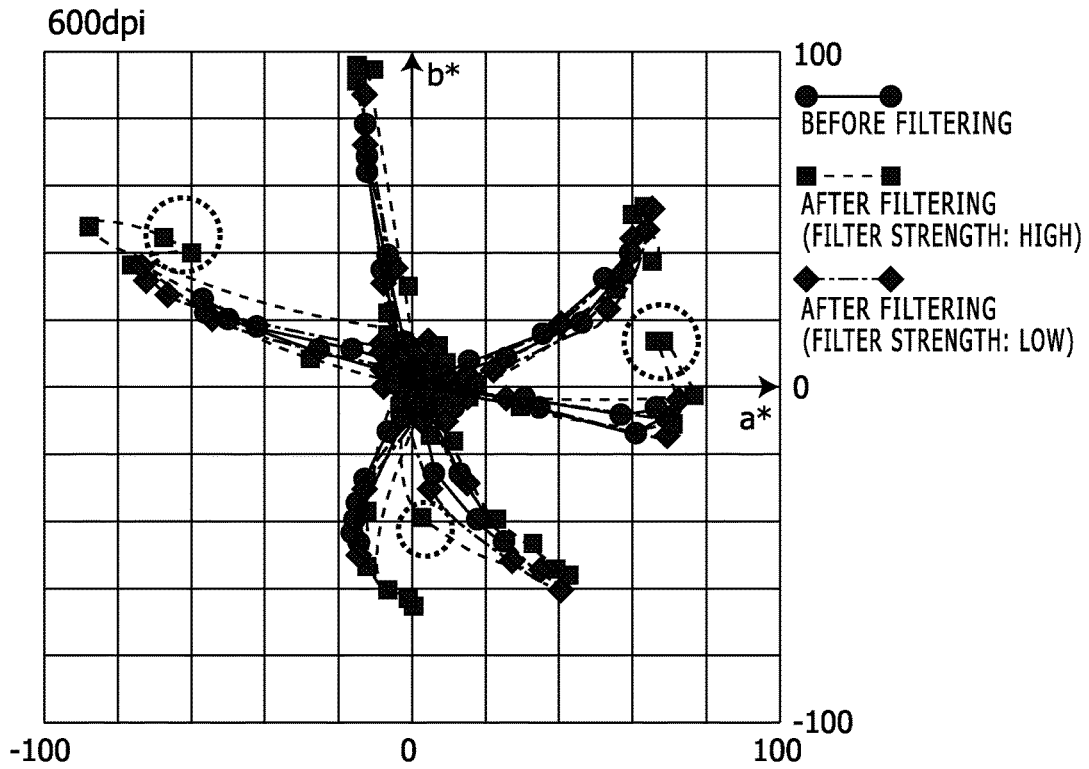 600dpi
100
b*
BEFORE FILTERING
AFTER FILTERING
(FILTER STRENGTH: HIGH)
AFTER FILTERING
(FILTER STRENGTH: LOW)
0
a*
-100
-100
0
100